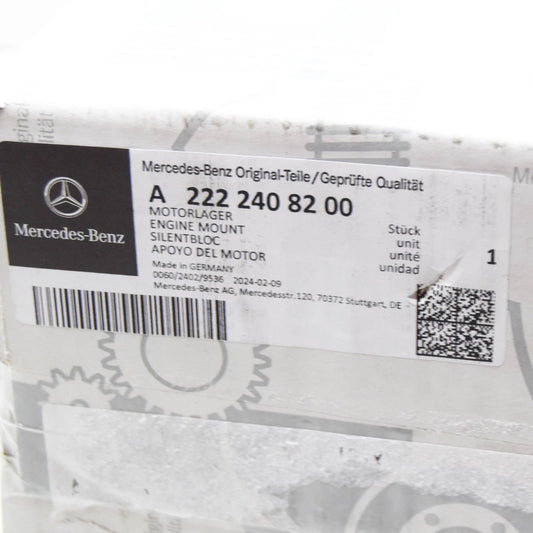 Mercedes-Benz
Mercedes-Benz Original-Teile/Geprüfte Qualität
A 222 240 82 00
MOTORLAGER
ENGINE MOUNT
SILENTBLOC
APOYO DEL MOTOR
Stück
unit
unité
unidad
1
Made in GERMANY
0060/2402/9536 2024-02-09
Mercedes-Benz AG, Mercedesstr.120, 70372 Stuttgart, DE